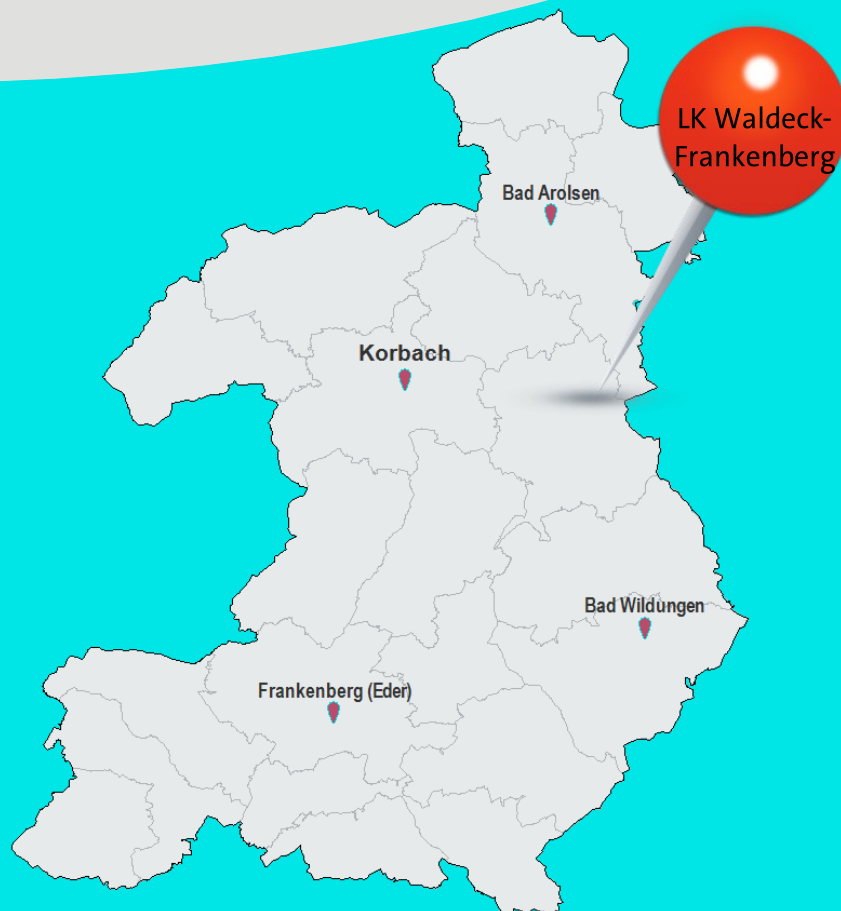 LK Waldeck-
Frankenberg
Bad Arolsen
Korbach
Bad Wildungen
Frankenberg (Eder)